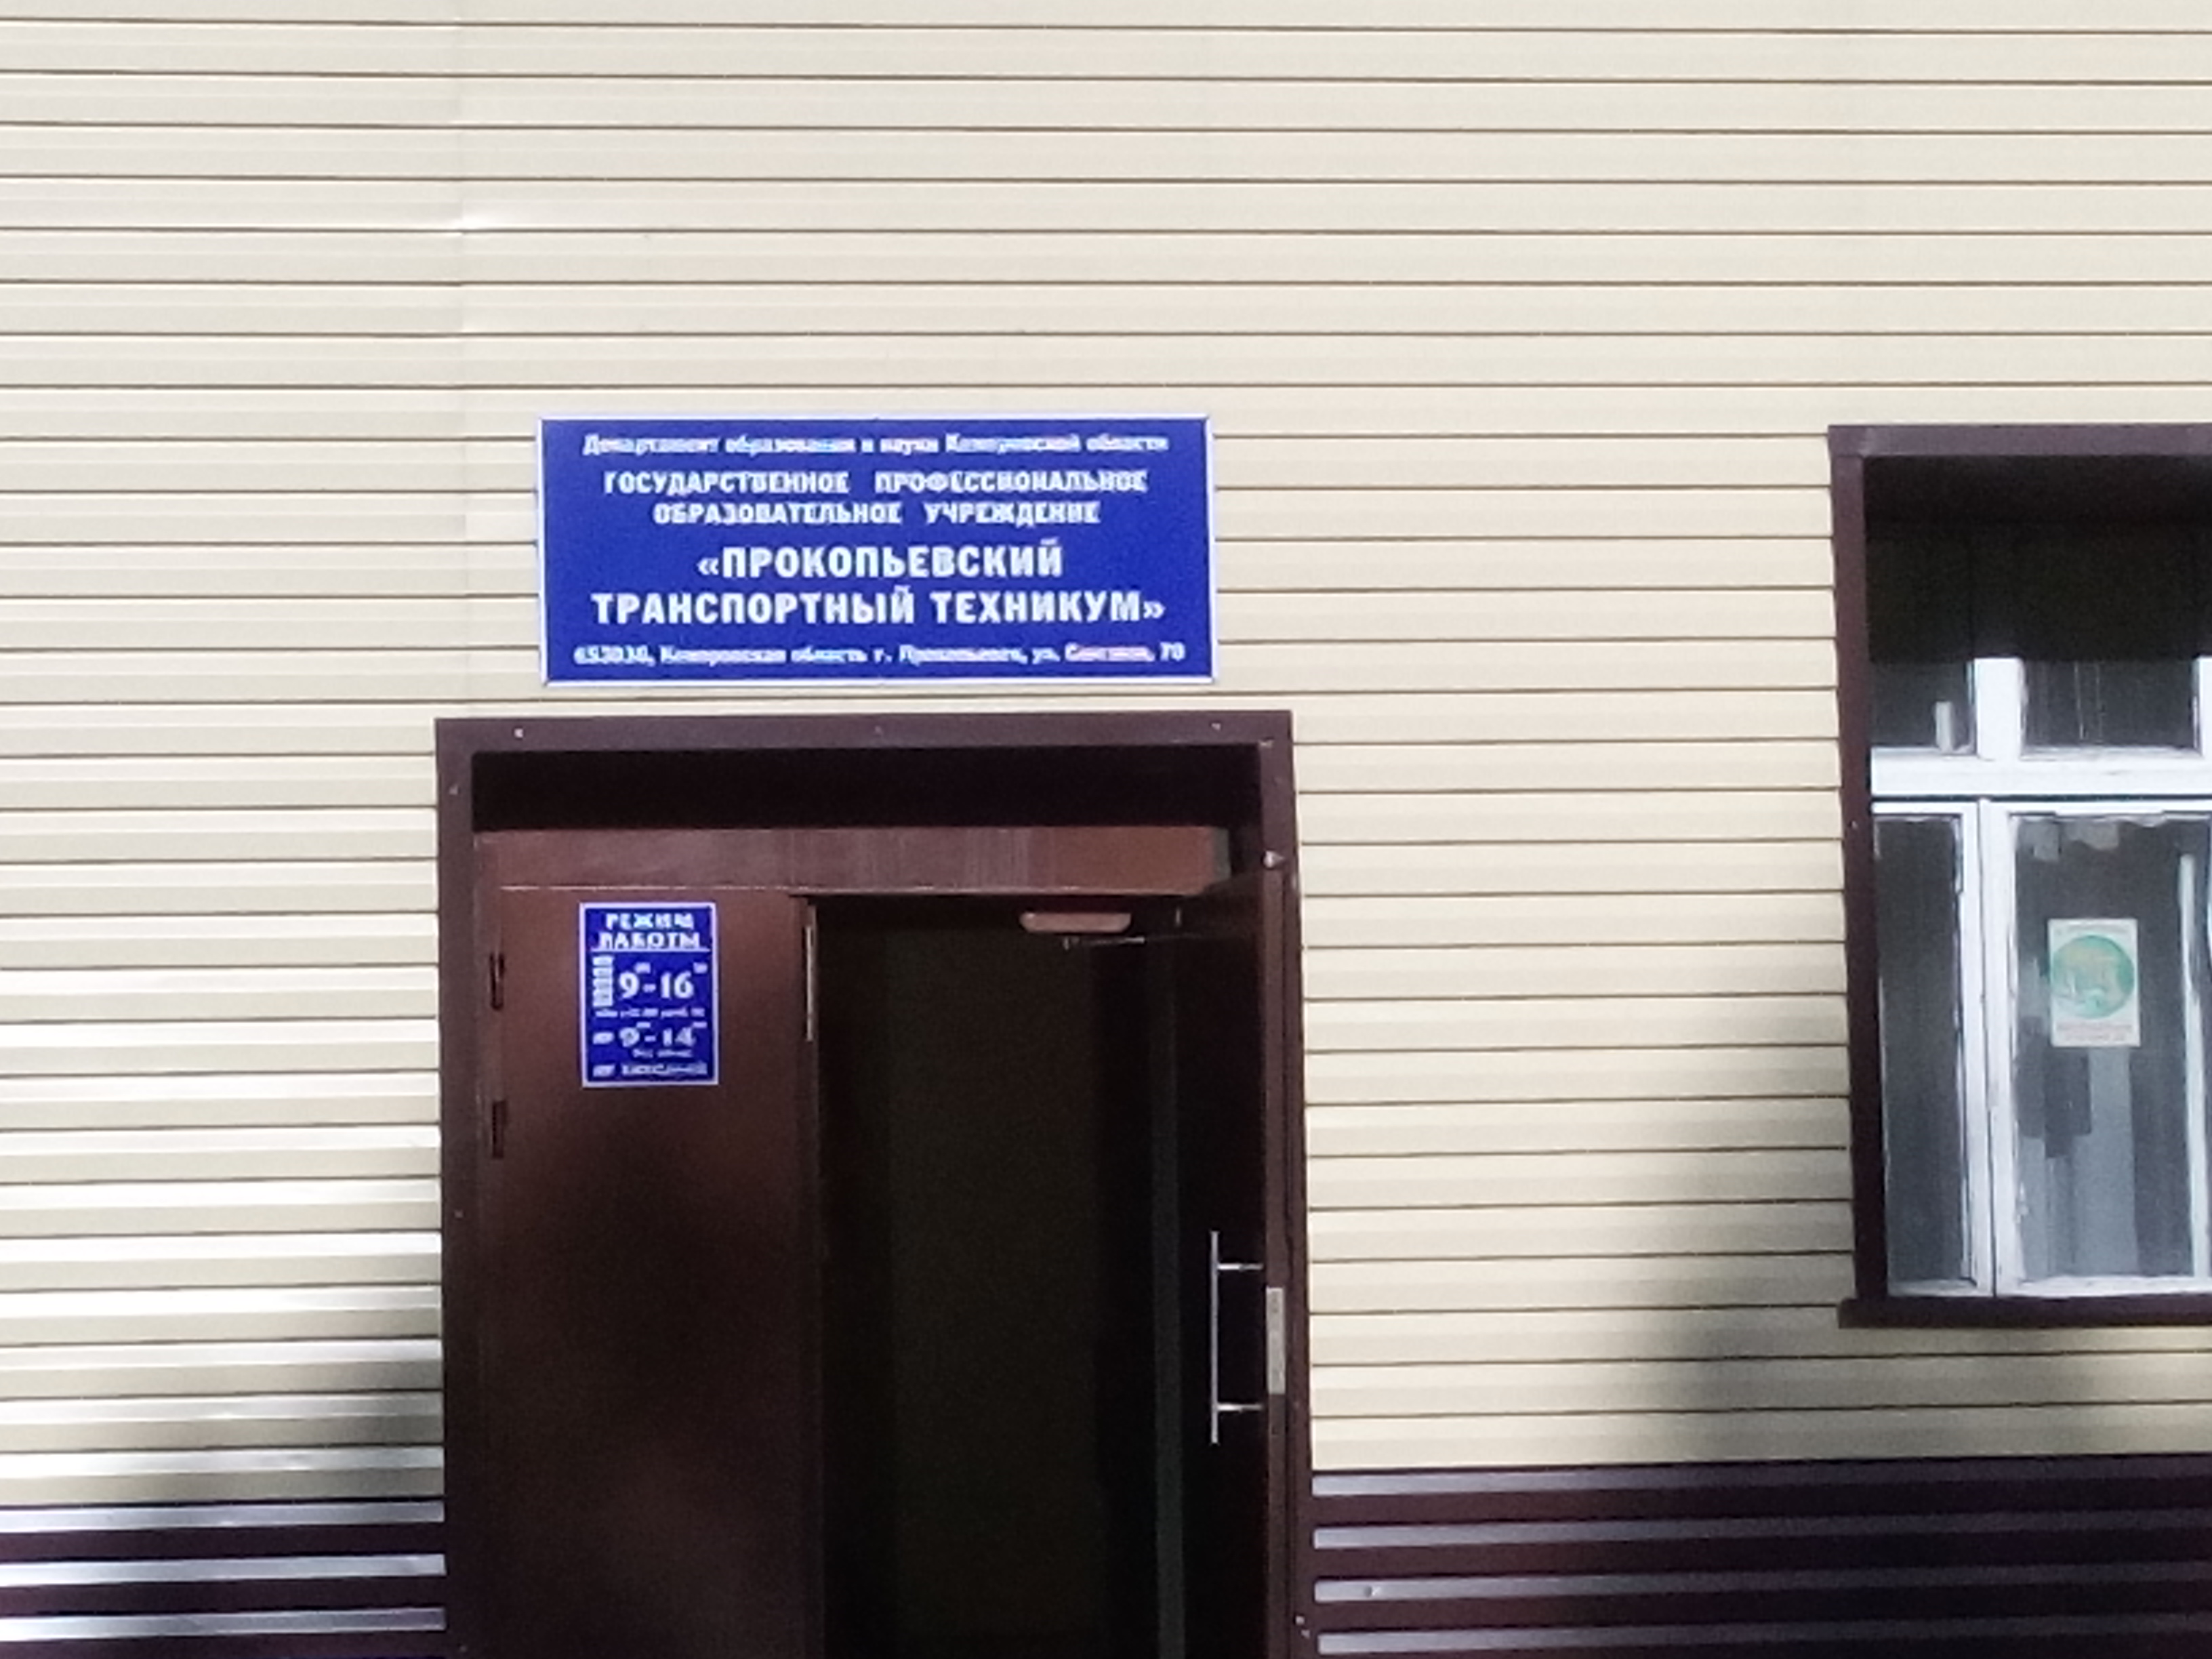 Департамент образования и науки Кемеровской области
ГОСУДАРСТВЕННОЕ ПРОФЕССИОНАЛЬНОЕ
ОБРАЗОВАТЕЛЬНОЕ УЧРЕЖДЕНИЕ
«ПРОКОПЬЕВСКИЙ
ТРАНСПОРТНЫЙ ТЕХНИКУМ»
Кемеровская область г. Прокопьевск, ул. 70
РЕЖИМ
РАБОТЫ
9-16
9-14